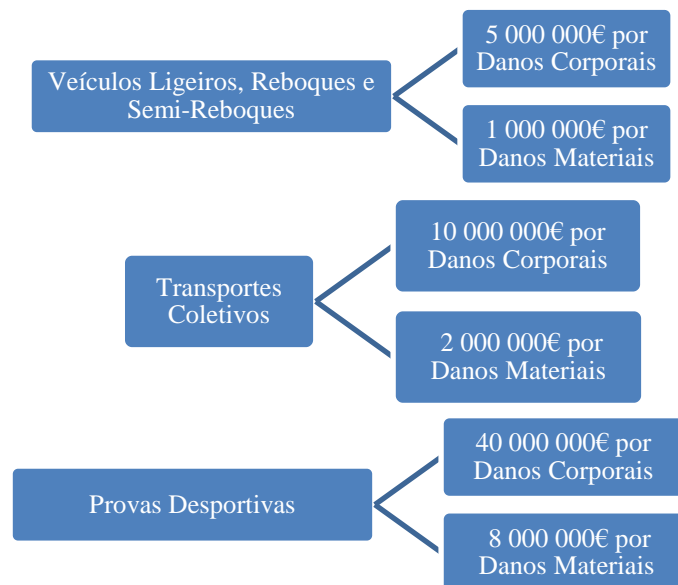 Veículos Ligeiros, Reboques e
Semi-Reboques
5 000 000€ por
Danos Corporais
1 000 000€ por
Danos Materiais
Transportes
Coletivos
10 000 000€ por
Danos Corporais
2 000 000€ por
Danos Materiais
Provas Desportivas
40 000 000€ por
Danos Corporais
8 000 000€ por
Danos Materiais